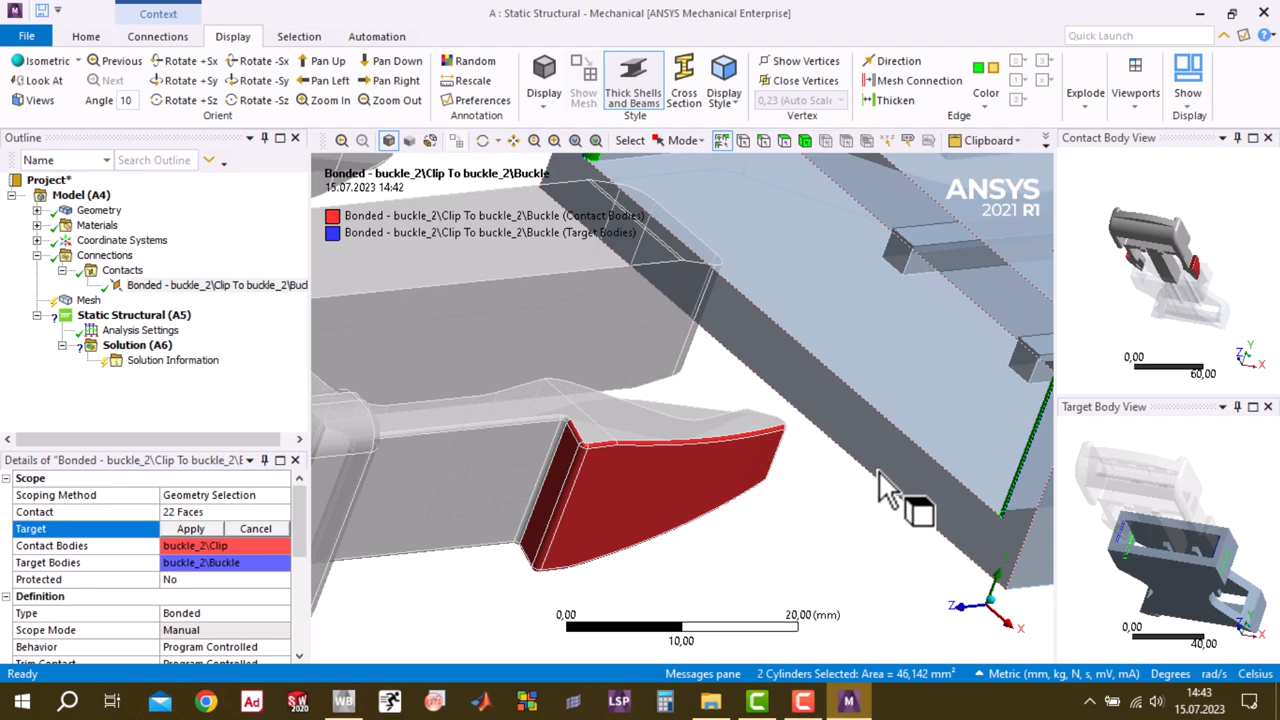 Context
A : Static Structural - Mechanical [ANSYS Mechanical Enterprise]
File Home Connections Display Selection Automation
Quick Launch
Isometric Previous Rotate +Sx Rotate -Sx Pan Up Pan Down
Look At Next Rotate +Sy Rotate -Sy Pan Left Pan Right
Views Angle 10 Rotate +Sz Rotate -Sz Zoom In Zoom Out
Orient
Random
Rescale
Preferences
Annotation
Display
Show Mesh
Thick Shells and Beams
Cross Section
Display Style
Style
Show Vertices
Close Vertices
0,23 (Auto Scale
Vertex
Direction
Mesh Connection
Thicken
Color
Edge
Explode
Viewports
Show
Display
Outline
Name Search Outline
Project*
Model (A4)
Geometry
Materials
Coordinate Systems
Connections
Contacts
Bonded - buckle_2\Clip To buckle_2\Buc
Mesh
Static Structural (A5)
Analysis Settings
Solution (A6)
Solution Information
Select Mode Clipboard
Bonded - buckle_2\Clip To buckle_2\Buckle
15.07.2023 14:42
Bonded - buckle_2\Clip To buckle_2\Buckle (Contact Bodies)
Bonded - buckle_2\Clip To buckle_2\Buckle (Target Bodies)
ANSYS
2021 R1
0,00 20,00 (mm)
10,00
Z Y X
Contact Body View
0,00
60,00
Z Y X
Target Body View
0,00
40,00
Z Y X
Details of "Bonded - buckle_2\Clip To buckle_2\E
Scope
Scoping Method Geometry Selection
Contact 22 Faces
Target Apply Cancel
Contact Bodies buckle_2\Clip
Target Bodies buckle_2\Buckle
Protected No
Definition
Type Bonded
Scope Mode Manual
Behavior Program Controlled
Trim Contact Program Controlled
Ready
Messages pane 2 Cylinders Selected: Area = 46,142 mm² Metric (mm, kg, N, s, mV, mA) Degrees rad/s Celsius
Ad SW 2020 WB LSP C C M
14:43
15.07.2023